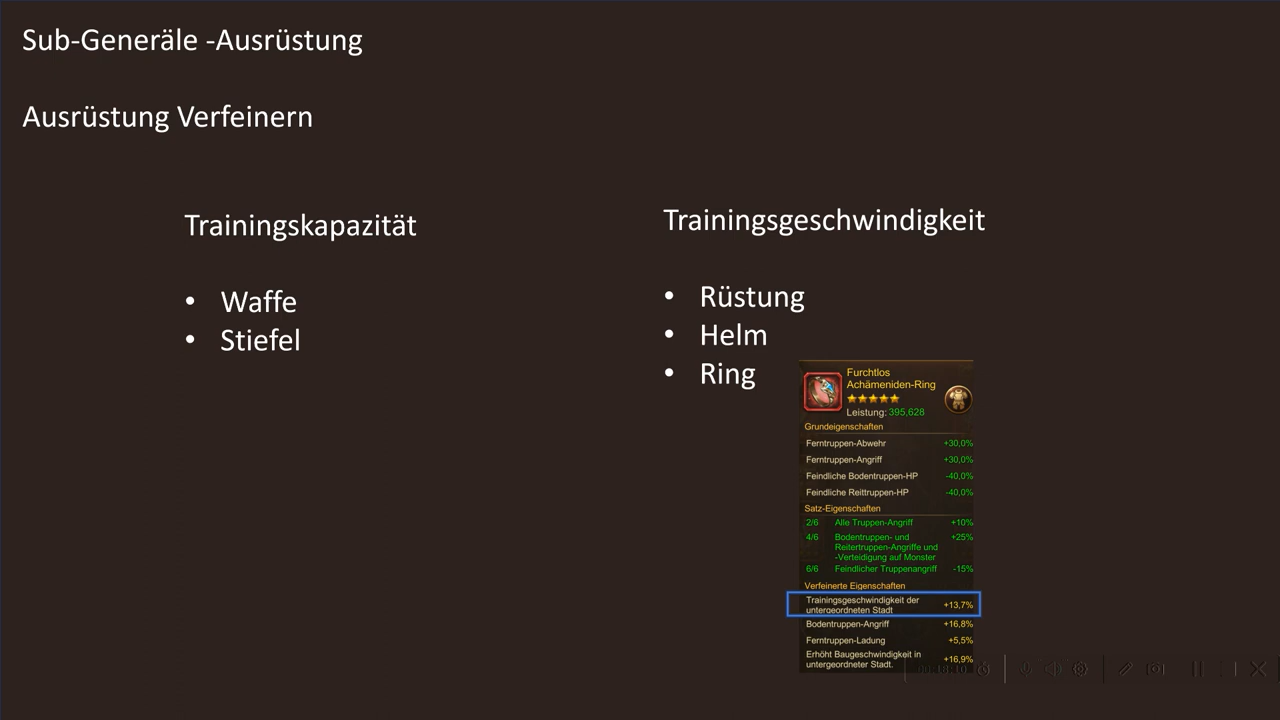 Sub-Generäle -Ausrüstung
Ausrüstung Verfeinern
Trainingskapazität
• Waffe
• Stiefel
Trainingsgeschwindigkeit
• Rüstung
• Helm
• Ring
Furchtlos
Achämeniden-Ring
Leistung: 395,628
Grundeigenschaften
Ferntruppen-Abwehr +30,0%
Ferntruppen-Angriff +30,0%
Feindliche Bodentruppen-HP -40,0%
Feindliche Reittruppen-HP -40,0%
Satz-Eigenschaften
2/6 Alle Truppen-Angriff +10%
4/6 Bodentruppen- und +25%
Reitertruppen-Angriffe und
-Verteidigung auf Monster
6/6 Feindlicher Truppenangriff -15%
Verfeinerte Eigenschaften
Trainingsgeschwindigkeit der
untergeordneten Stadt +13,7%
Bodentruppen-Angriff +16,8%
Ferntruppen-Ladung +5,5%
Erhöht Baugeschwindigkeit in
untergeordneter Stadt. +16,9%